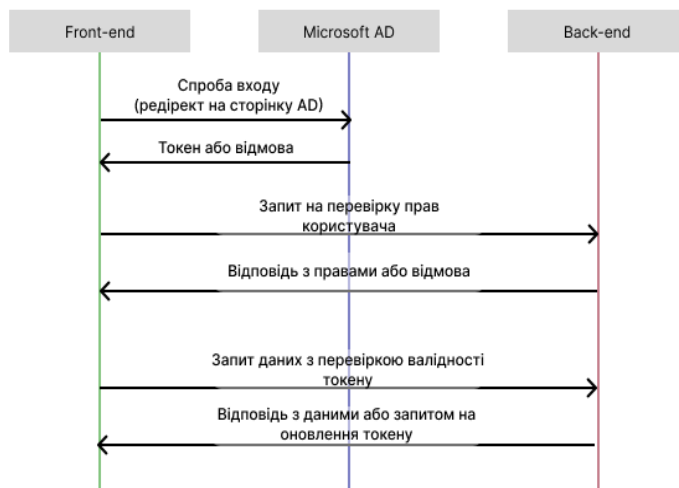 Front-end
Microsoft AD
Back-end
Спроба входу
(редірект на сторінку AD)
Токен або відмова
Запит на перевірку прав
користувача
Відповідь з правами або відмова
Запит даних з перевіркою валідності
токену
Відповідь з даними або запитом на
оновлення токену